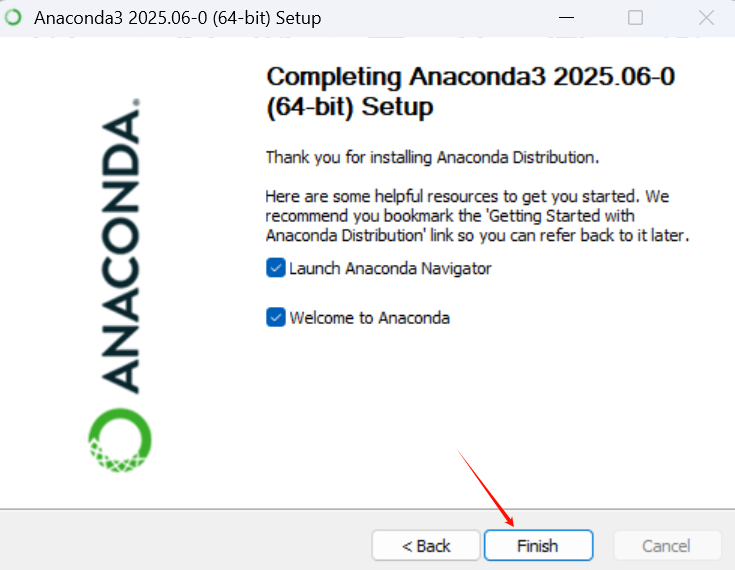 Anaconda3 2025.06-0 (64-bit) Setup
Completing Anaconda3 2025.06-0
(64-bit) Setup
Thank you for installing Anaconda Distribution.
Here are some helpful resources to get you started. We
recommend you bookmark the 'Getting Started with
Anaconda Distribution' link so you can refer back to it later.
Launch Anaconda Navigator
Welcome to Anaconda
ANACONDA.
< Back
Finish
Cancel